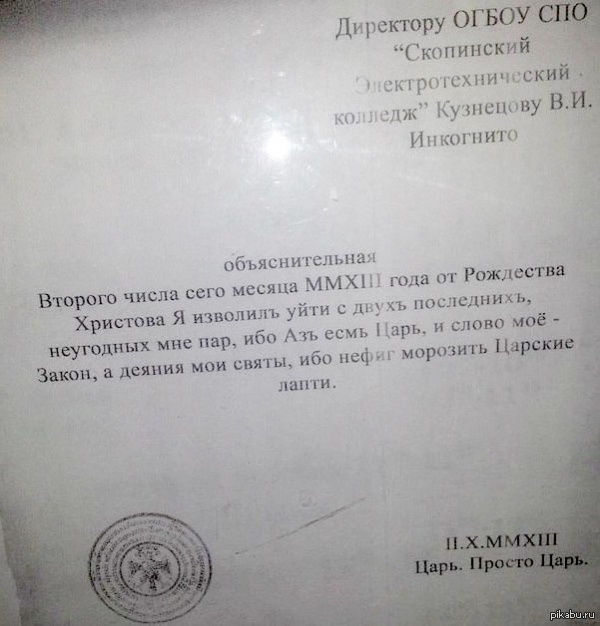 Директору ОГБОУ СПО
“Скопинский
Электротехнический
колледж” Кузнецову В.И.
Инкогнито
объяснительная
Второго числа сего месяца MMXIII года от Рождества
Христова Я изволилъ уйти с двухъ последнихъ,
неугодных мне пар, ибо Азъ есмь Царь, и слово моё -
Закон, а деяния мои святы, ибо нефиг морозить Царские
лапти.
II.X.MMXIII
Царь. Просто Царь.
pikabu.ru